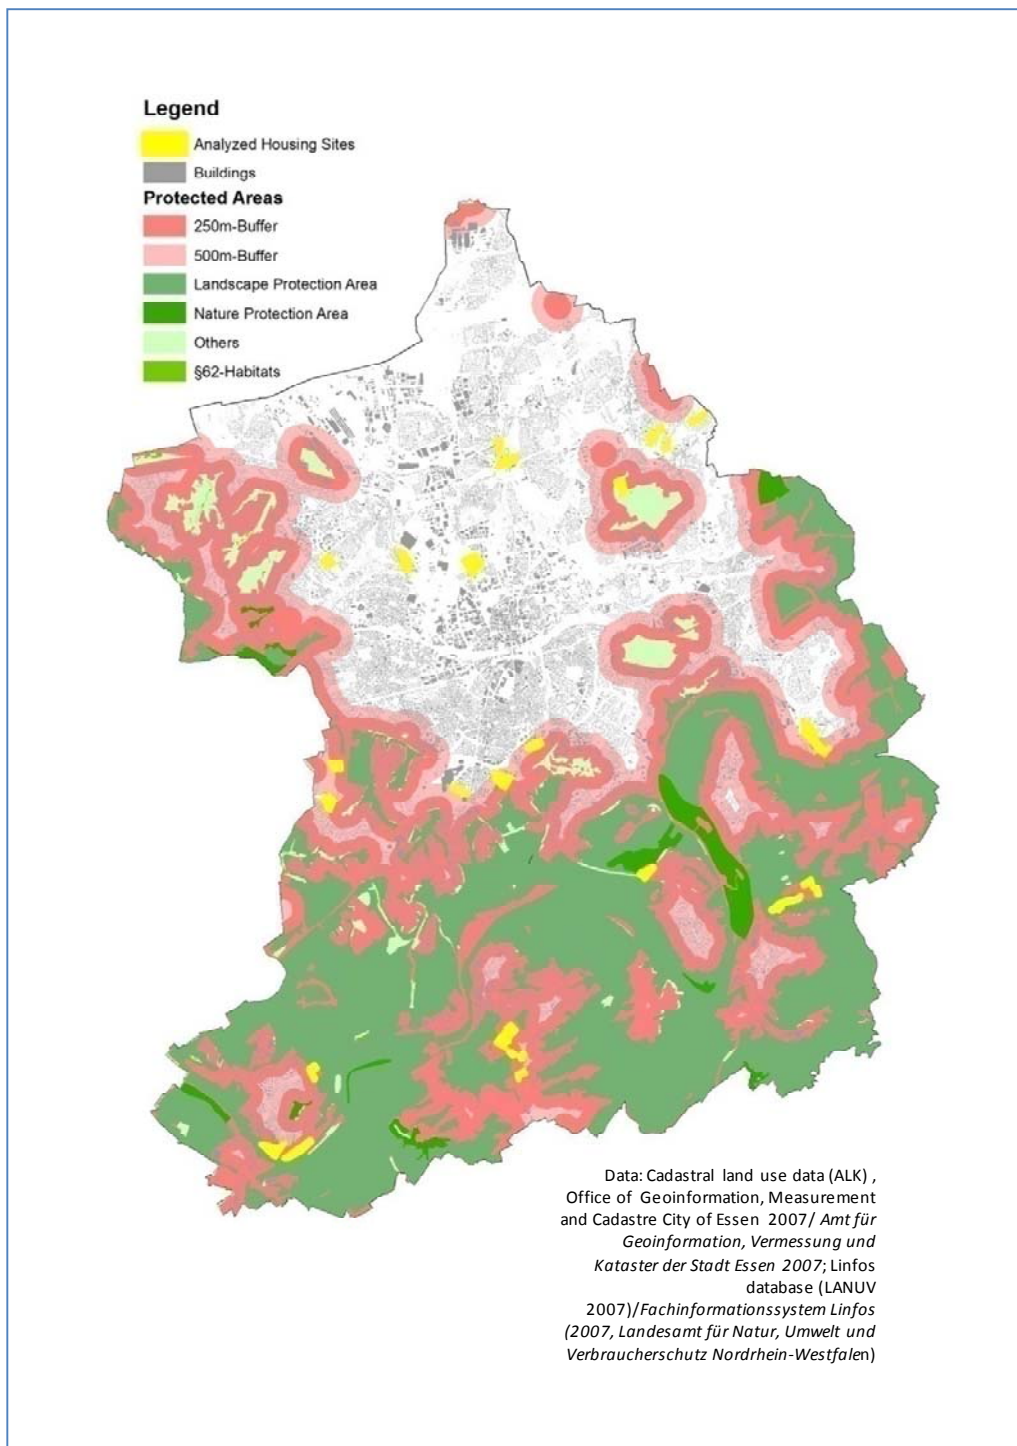 Legend
Analyzed Housing Sites
Buildings
Protected Areas
250m-Buffer
500m-Buffer
Landscape Protection Area
Nature Protection Area
Others
§62-Habitats
Data: Cadastral land use data (ALK) ,
Office of Geoinformation, Measurement
and Cadastre City of Essen 2007/ Amt für
Geoinformation, Vermessung und
Kataster der Stadt Essen 2007; Linfos
database (LANUV
2007)/Fachinformationssystem Linfos
(2007, Landesamt für Natur, Umwelt und
Verbraucherschutz Nordrhein-Westfalen)